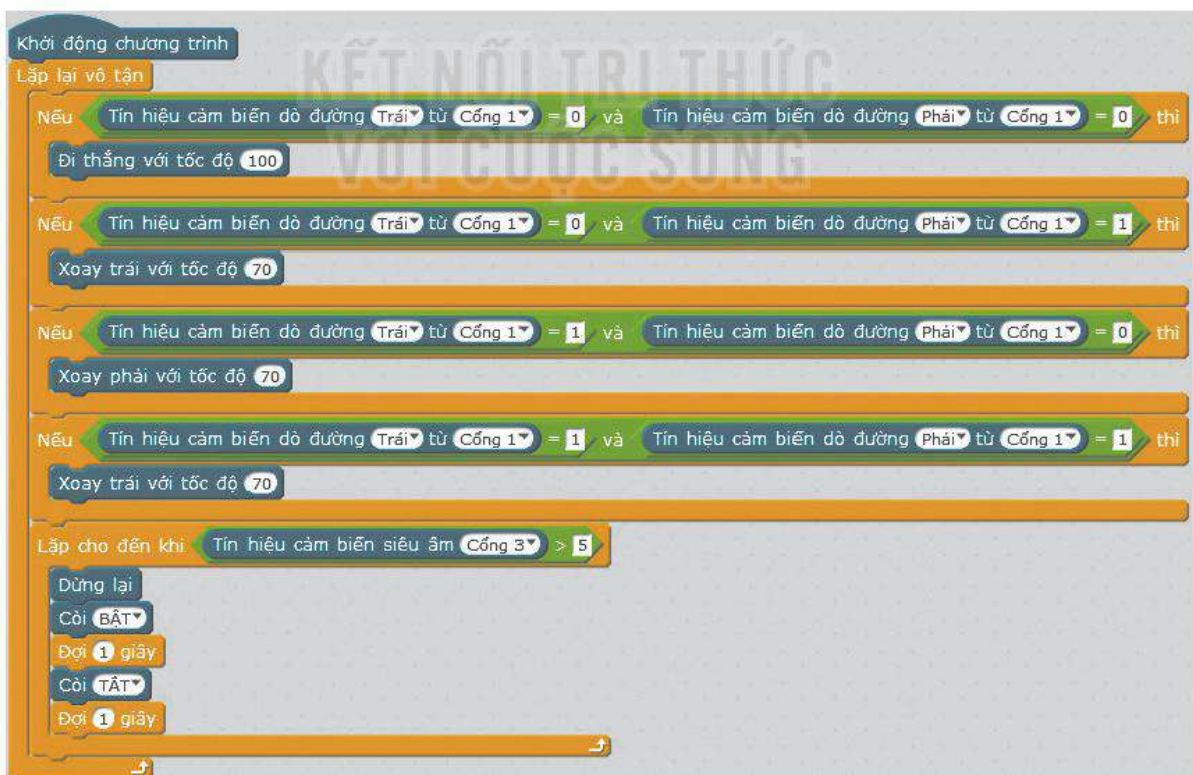 Khởi động chương trình
KẾT NỐI TRI THỨC
Lặp lại vô tận
Nếu Tín hiệu cảm biến dò đường Trái từ Cổng 1 = 0 và Tín hiệu cảm biến dò đường Phải từ Cổng 1 = 0 thì
VỚI CUỘC SỐNG
Đi thẳng với tốc độ 100
Nếu Tín hiệu cảm biến dò đường Trái từ Cổng 1 = 0 và Tín hiệu cảm biến dò đường Phải từ Cổng 1 = 1 thì
Xoay trái với tốc độ 70
Nếu Tín hiệu cảm biến dò đường Trái từ Cổng 1 = 1 và Tín hiệu cảm biến dò đường Phải từ Cổng 1 = 0 thì
Xoay phải với tốc độ 70
Nếu Tín hiệu cảm biến dò đường Trái từ Cổng 1 = 1 và Tín hiệu cảm biến dò đường Phải từ Cổng 1 = 1 thì
Xoay trái với tốc độ 70
Lặp cho đến khi Tín hiệu cảm biến siêu âm Cổng 3 > 5
Dừng lại
Còi BẬT
Đợi 1 giây
Còi TẮT
Đợi 1 giây